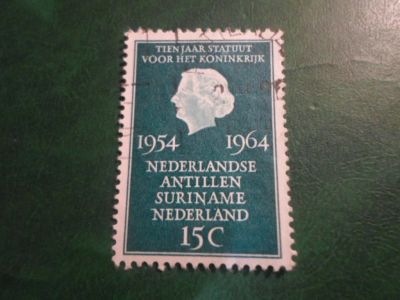 TIEN JAAR STATUUT
VOOR HET KONINKRIJK
1954 1964
NEDERLANDSE
ANTILLEN
SURINAME
NEDERLAND
15C